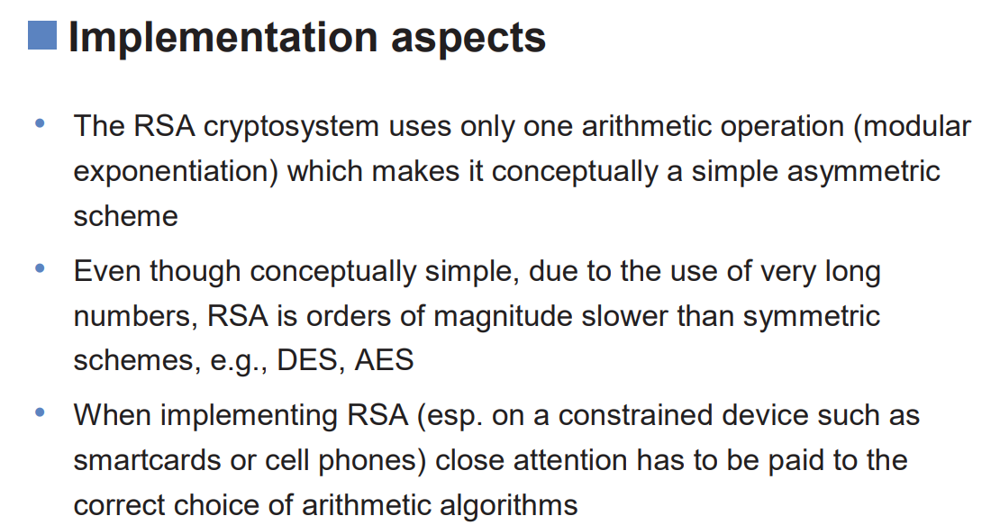 Implementation aspects
The RSA cryptosystem uses only one arithmetic operation (modular
exponentiation) which makes it conceptually a simple asymmetric
scheme
Even though conceptually simple, due to the use of very long
numbers, RSA is orders of magnitude slower than symmetric
schemes, e.g., DES, AES
When implementing RSA (esp. on a constrained device such as
smartcards or cell phones) close attention has to be paid to the
correct choice of arithmetic algorithms